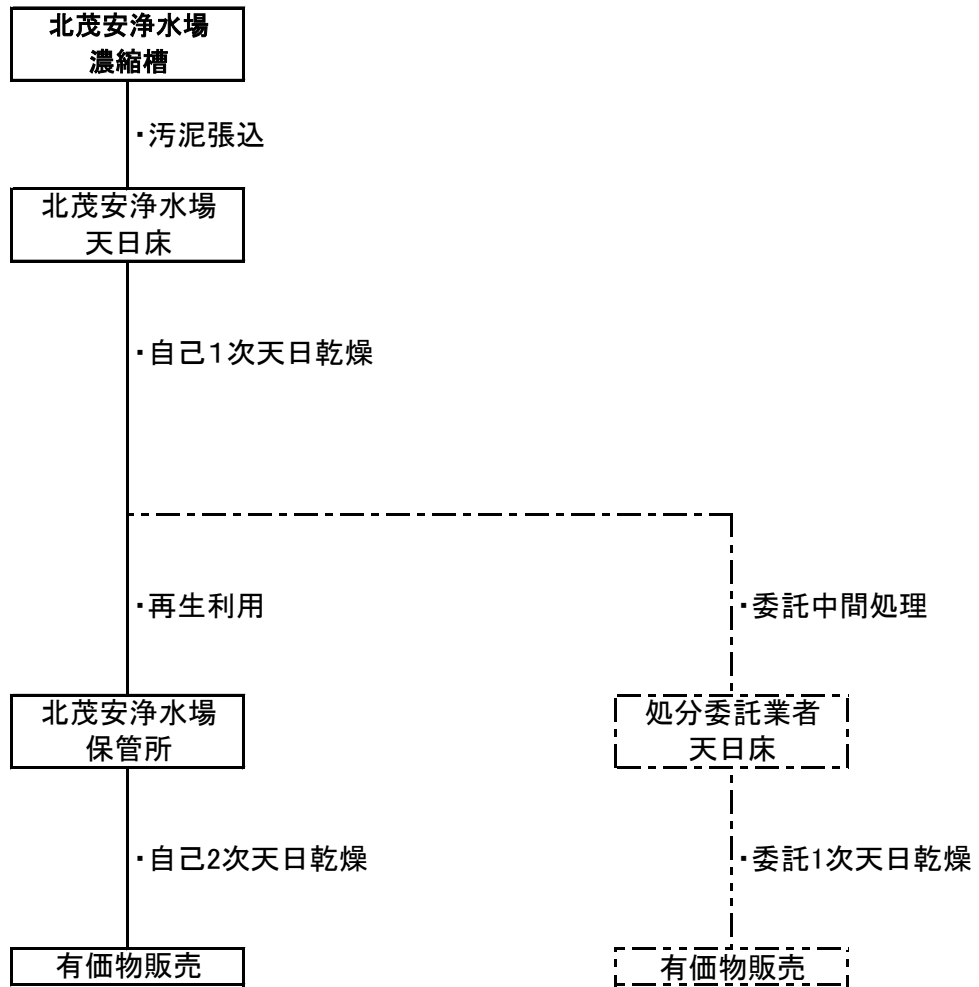 北茂安浄水場
濃縮槽
・汚泥張込
北茂安浄水場
天日床
・自己１次天日乾燥
・再生利用
・委託中間処理
北茂安浄水場
保管所
処分委託業者
天日床
・自己2次天日乾燥
・委託1次天日乾燥
有価物販売
有価物販売